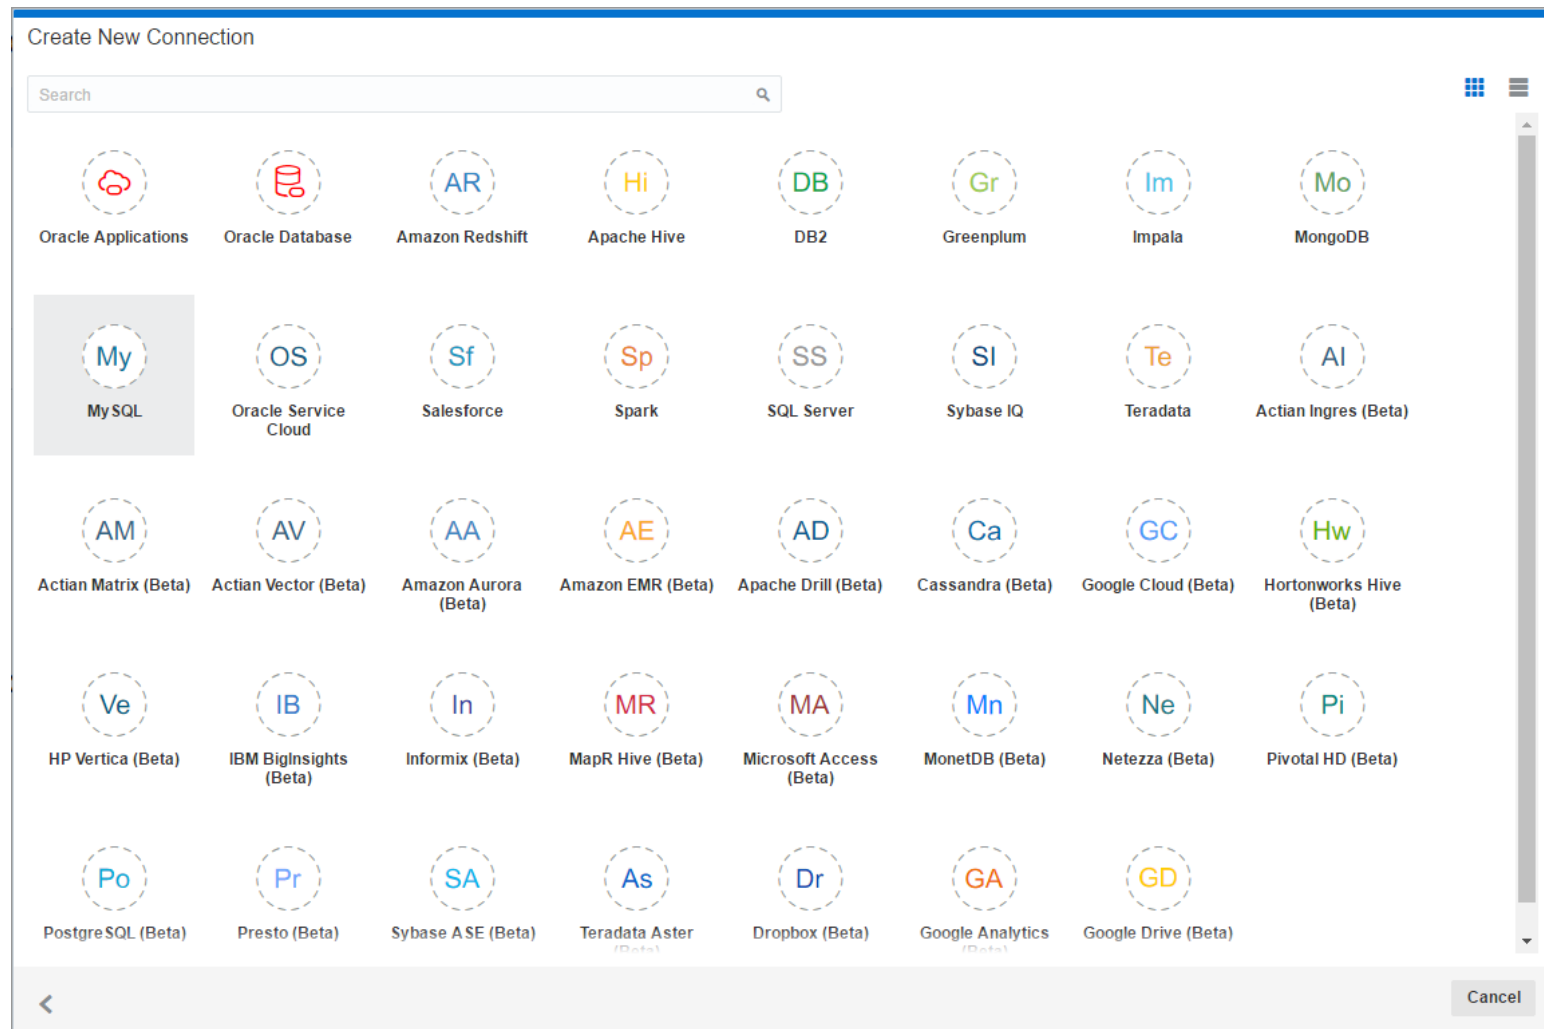 Create New Connection
Search
AR Hi DB Gr Im Mo
Oracle Applications Oracle Database Amazon Redshift Apache Hive DB2 Greenplum Impala MongoDB
My OS Sf Sp SS SI Te AI
MySQL Oracle Service Salesforce Spark SQL Server Sybase IQ Teradata Actian Ingres (Beta)
Cloud
AM AV AA AE AD Ca GC Hw
Actian Matrix (Beta) Actian Vector (Beta) Amazon Aurora Amazon EMR (Beta) Apache Drill (Beta) Cassandra (Beta) Google Cloud (Beta) Hortonworks Hive
(Beta) (Beta)
Ve IB In MR MA Mn Ne Pi
HP Vertica (Beta) IBM BigInsights Informix (Beta) MapR Hive (Beta) Microsoft Access MonetDB (Beta) Netezza (Beta) Pivotal HD (Beta)
(Beta) (Beta)
Po Pr SA As Dr GA GD
PostgreSQL (Beta) Presto (Beta) Sybase ASE (Beta) Teradata Aster Dropbox (Beta) Google Analytics Google Drive (Beta)
(Beta) (Beta)
Cancel